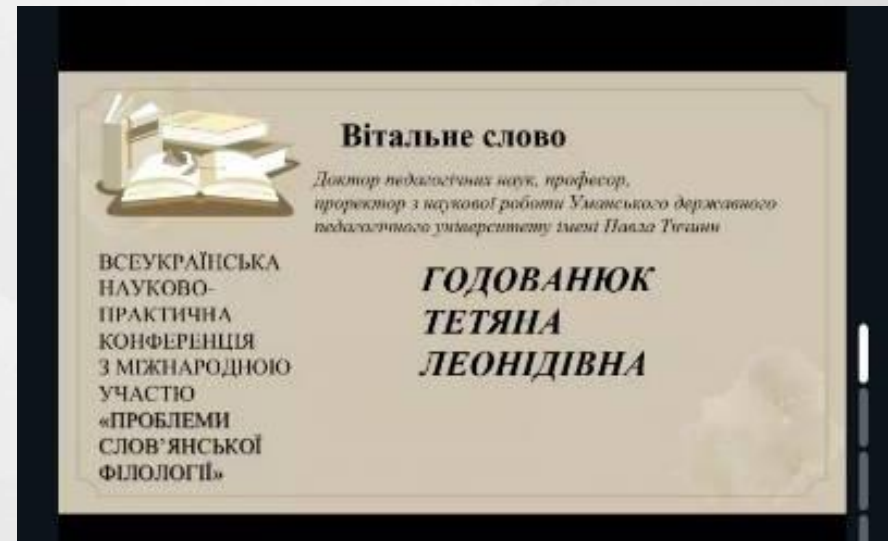 Вітальне слово
Доктор педагогічних наук, професор,
проректор з наукової роботи Уманського державного
педагогічного університету імені Павла Тичини
ВСЕУКРАЇНСЬКА
НАУКОВО-
ПРАКТИЧНА
КОНФЕРЕНЦІЯ
З МІЖНАРОДНОЮ
УЧАСТЮ
«ПРОБЛЕМИ
СЛОВ’ЯНСЬКОЇ
ФІЛОЛОГІЇ»
ГОДОВАНЮК
ТЕТЯНА
ЛЕОНІДІВНА